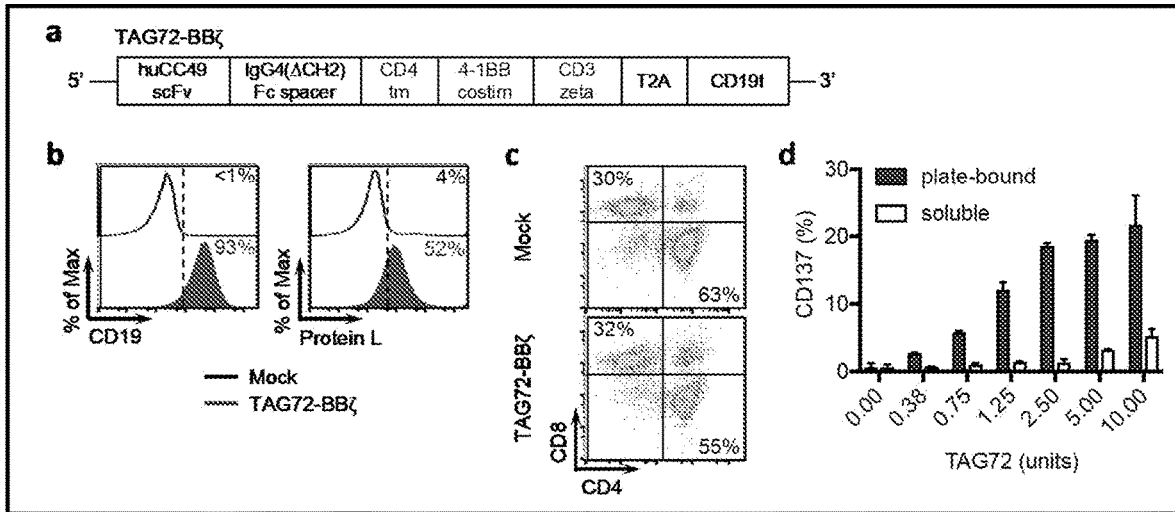 a
TAG72-BBζ
5' huCC49 scFv IgG4(ΔCH2) Fc spacer CD4 tm 4-1BB costim CD3 zeta T2A CD19t 3'
b
<1%
93%
% of Max
CD19
4%
52%
% of Max
Protein L
Mock
TAG72-BBζ
c
30%
63%
Mock
32%
55%
TAG72-BBζ
CD8
CD4
d
30
20
10
0
CD137 (%)
plate-bound
soluble
0.00 0.38 0.75 1.25 2.50 5.00 10.00
TAG72 (units)